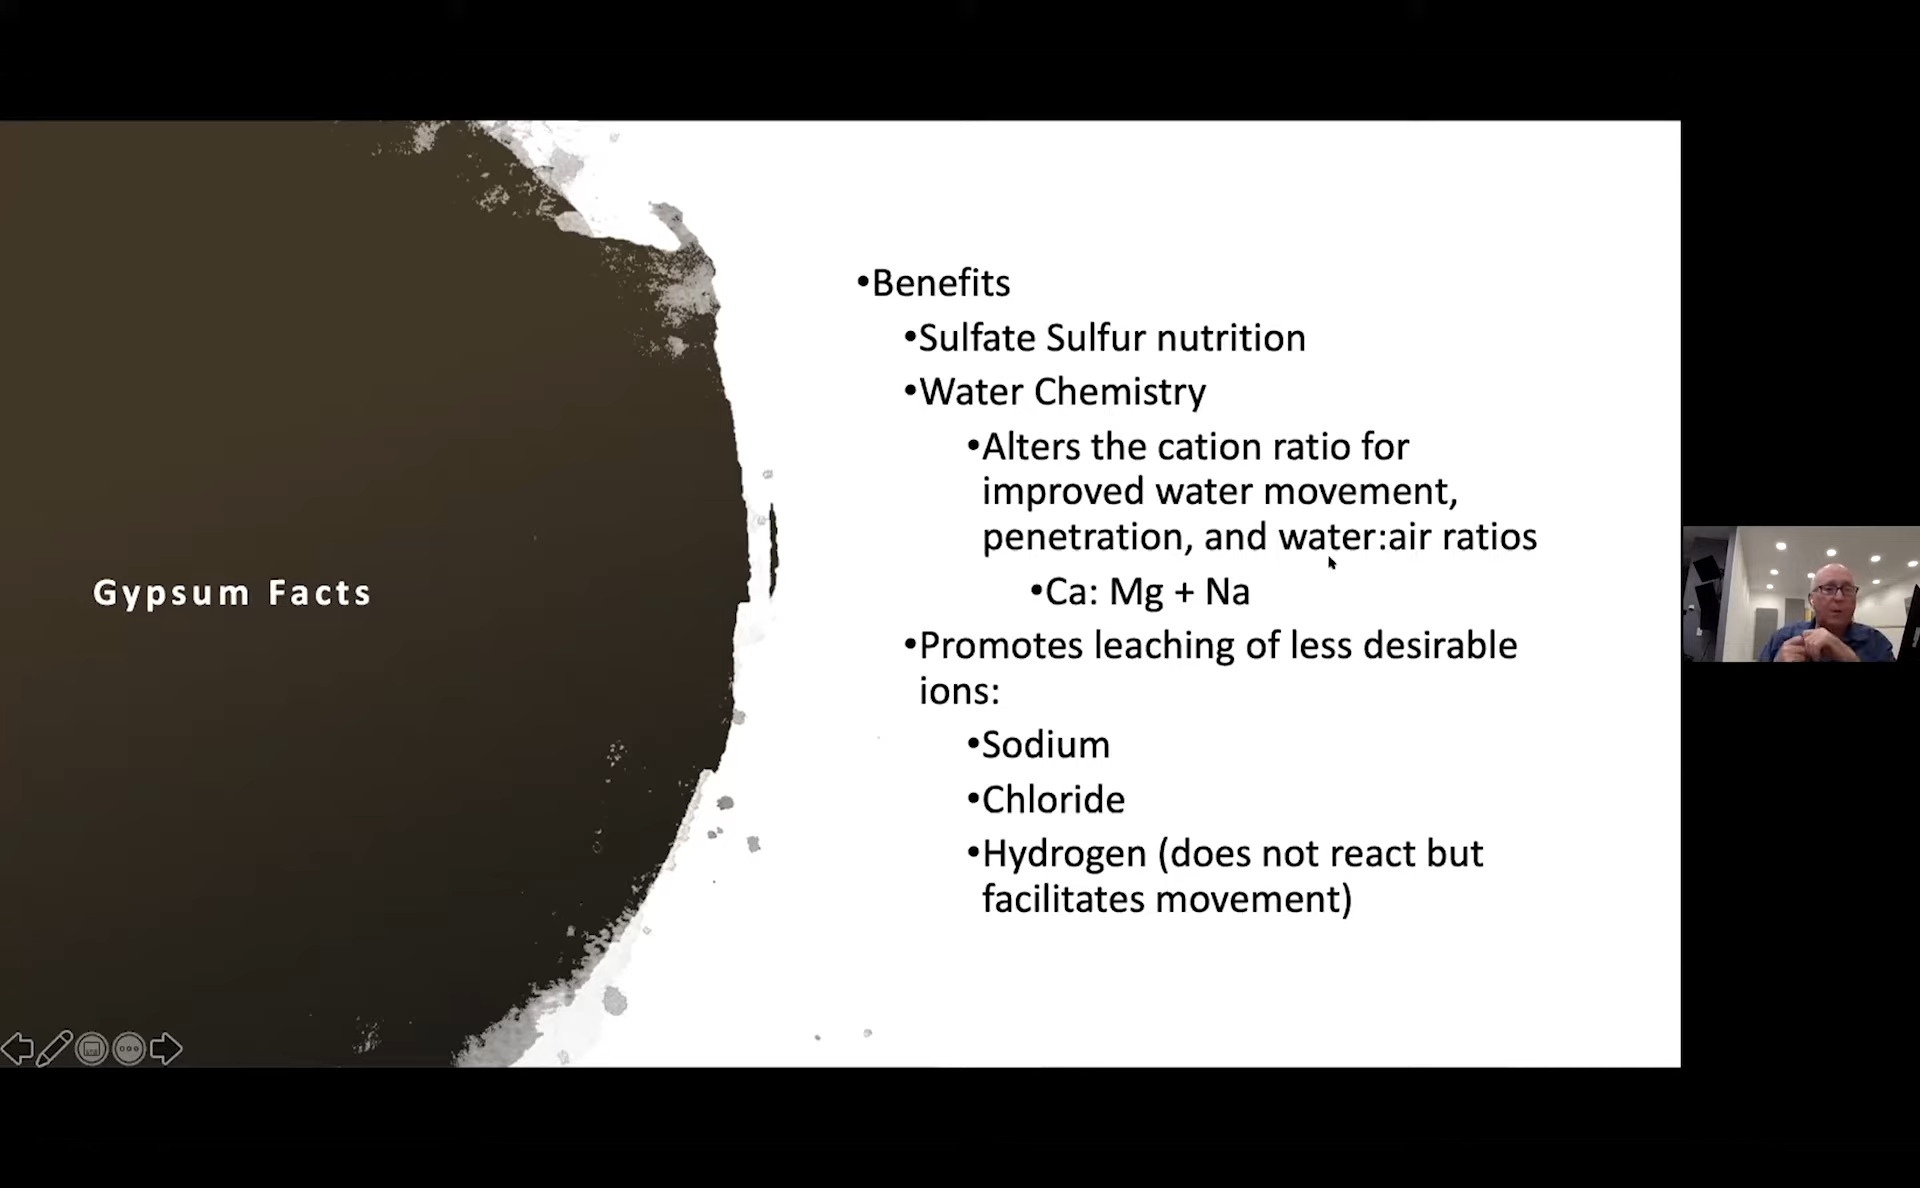 Gypsum Facts
•Benefits
•Sulfate Sulfur nutrition
•Water Chemistry
•Alters the cation ratio for
improved water movement,
penetration, and water:air ratios
•Ca: Mg + Na
•Promotes leaching of less desirable
ions:
•Sodium
•Chloride
•Hydrogen (does not react but
facilitates movement)